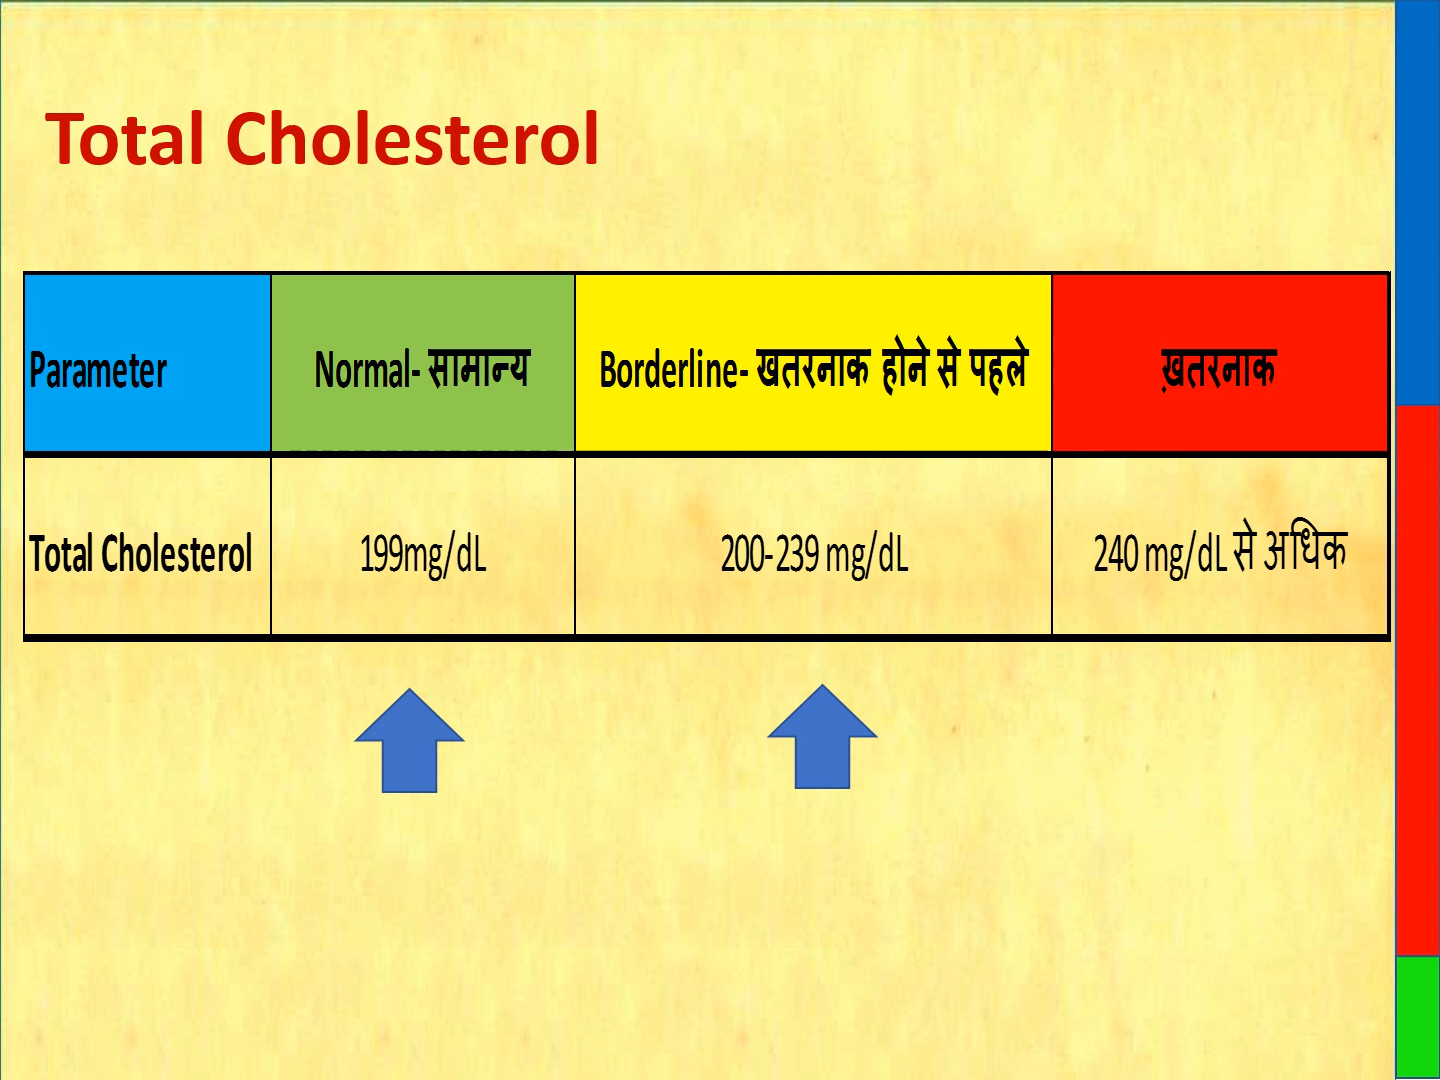 Total Cholesterol
Parameter
Normal- सामान्य
Borderline- खतरनाक होने से पहले
ख़तरनाक
Total Cholesterol
199mg/dL
200-239 mg/dL
240 mg/dL से अधिक